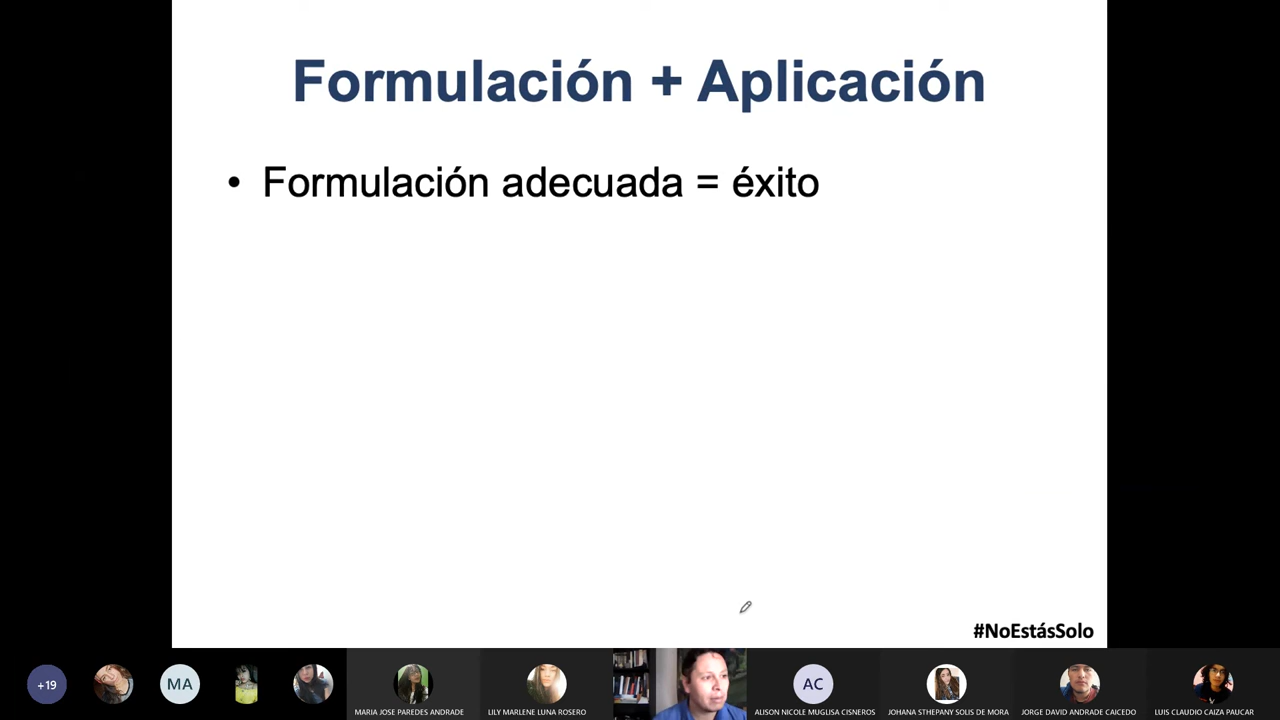 Formulación + Aplicación
• Formulación adecuada = éxito
#NoEstásSolo
+19
MA
MARIA JOSE PAREDES ANDRADE
LILY MARLENE LUNA ROSERO
AC
ALISON NICOLE MUGLISA CISNEROS
JOHANA STHEPANY SOLIS DE MORA
JORGE DAVID ANDRADE CAICEDO
LUIS CLAUDIO CAIZA PAUCAR